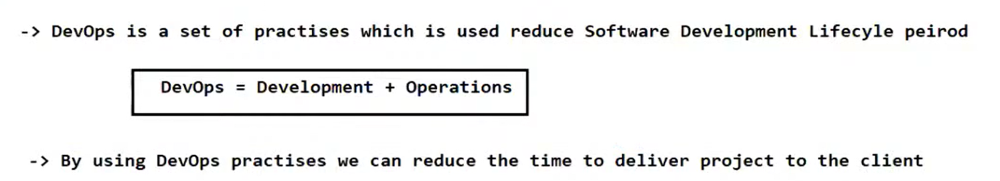 -> DevOps is a set of practises which is used reduce Software Development Lifecyle peirod
DevOps = Development + Operations
-> By using DevOps practises we can reduce the time to deliver project to the client